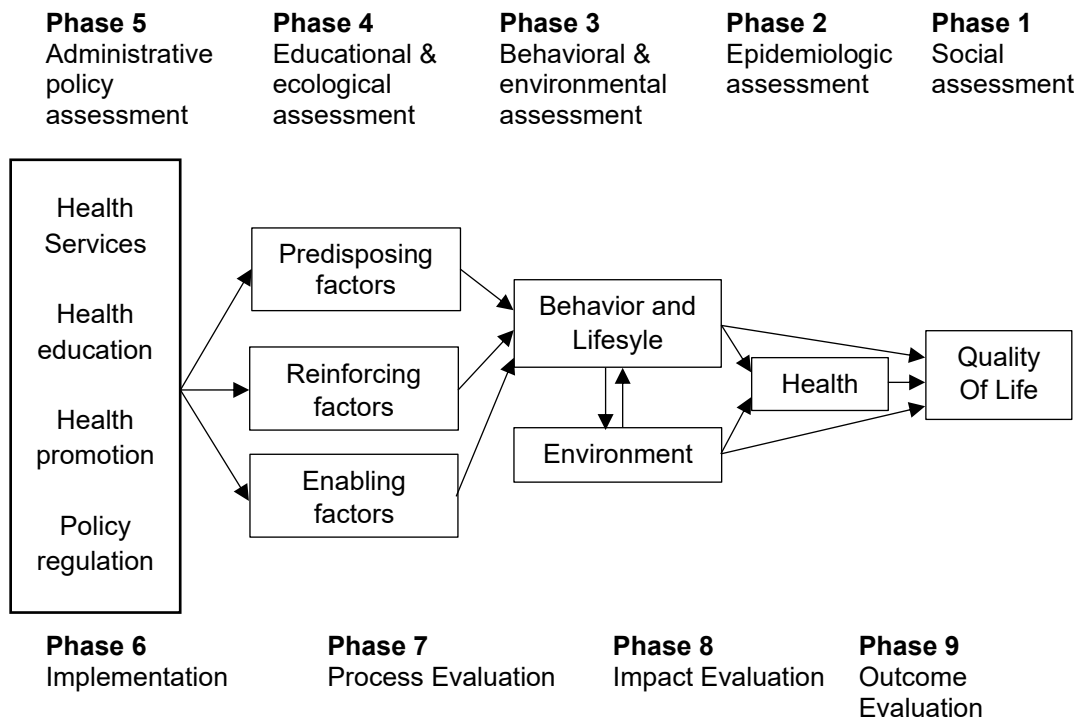 Phase 5
Administrative
policy
assessment
Phase 4
Educational &
ecological
assessment
Phase 3
Behavioral &
environmental
assessment
Phase 2
Epidemiologic
assessment
Phase 1
Social
assessment
Health
Services
Health
education
Health
promotion
Policy
regulation
Predisposing
factors
Reinforcing
factors
Enabling
factors
Behavior and
Lifesyle
Environment
Health
Quality
Of Life
Phase 6
Implementation
Phase 7
Process Evaluation
Phase 8
Impact Evaluation
Phase 9
Outcome
Evaluation